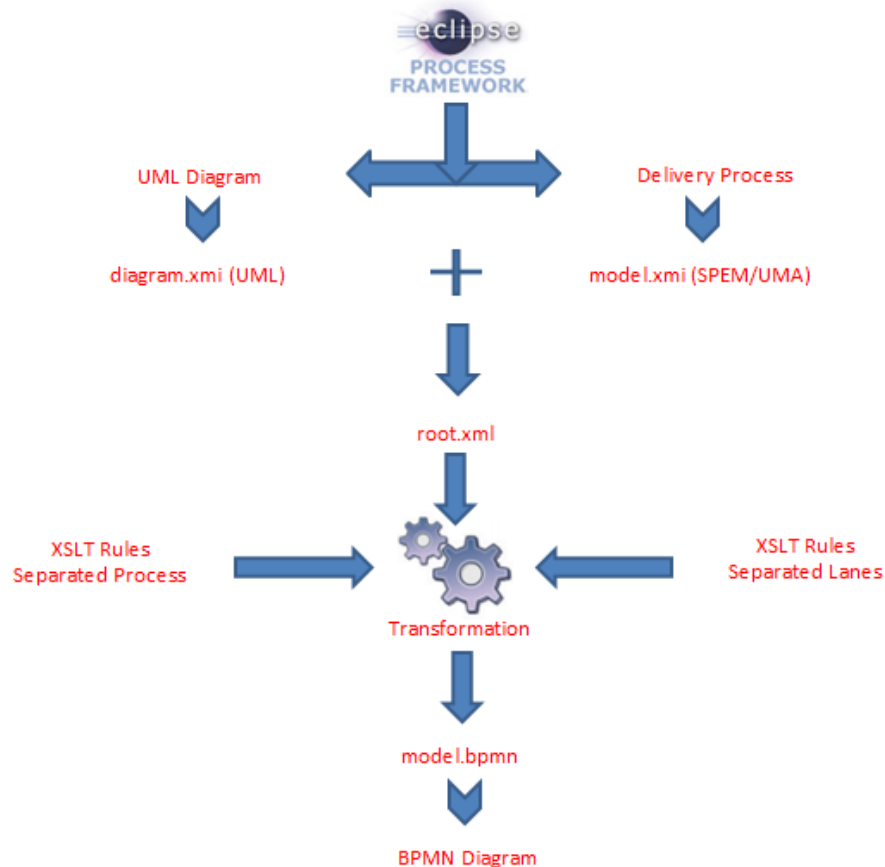 eclipse
PROCESS
FRAMEWORK
UML Diagram
Delivery Process
diagram.xmi (UML)
model.xmi (SPEM/UMA)
root.xml
XSLT Rules
Separated Process
XSLT Rules
Separated Lanes
Transformation
model.bpmn
BPMN Diagram